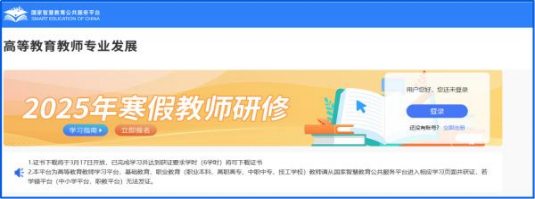 国家智慧教育公共服务平台
SMART EDUCATION OF CHINA
高等教育教师专业发展
2025年寒假教师研修
学习指南
立即报名
用户您好，您还未登录
登录
还没有账号？ 立即注册
1.证书下载将于3月17日开放，已完成学习并达到获证要求学时（6学时）将可下载证书
2.本平台为高等教育教师学习平台，基础教育、职业教育（职业本科、高职高专、中职中专、技工学校）教师请从国家智慧教育公共服务平台进入相应学习页面并获证，若
学错平台（中小学平台、职教平台）无法发证。